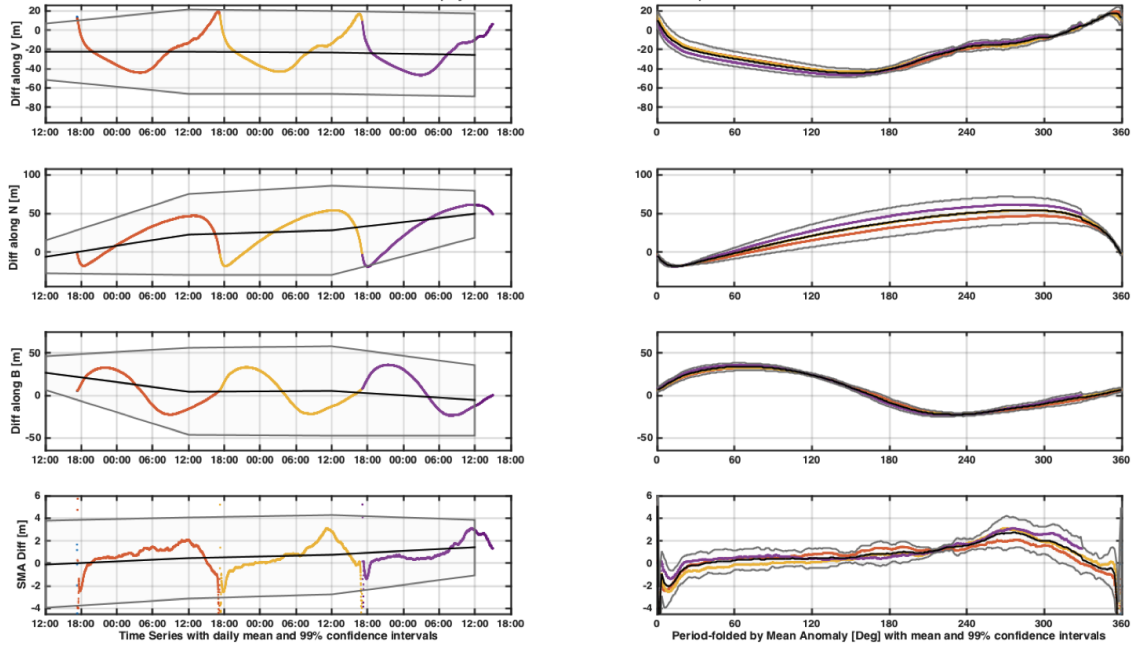 Diff along V [m]
20
0
-20
-40
-60
-80
12:00 18:00 00:00 06:00 12:00 18:00 00:00 06:00 12:00 18:00 00:00 06:00 12:00 18:00
20
0
-20
-40
-60
-80
0 60 120 180 240 300 360
Diff along N [m]
100
50
0
12:00 18:00 00:00 06:00 12:00 18:00 00:00 06:00 12:00 18:00 00:00 06:00 12:00 18:00
100
50
0
0 60 120 180 240 300 360
Diff along B [m]
50
0
-50
12:00 18:00 00:00 06:00 12:00 18:00 00:00 06:00 12:00 18:00 00:00 06:00 12:00 18:00
50
0
-50
0 60 120 180 240 300 360
SMA Diff [m]
6
4
2
0
-2
-4
12:00 18:00 00:00 06:00 12:00 18:00 00:00 06:00 12:00 18:00 00:00 06:00 12:00 18:00
Time Series with daily mean and 99% confidence intervals
6
4
2
0
-2
-4
0 60 120 180 240 300 360
Period-folded by Mean Anomaly [Deg] with mean and 99% confidence intervals